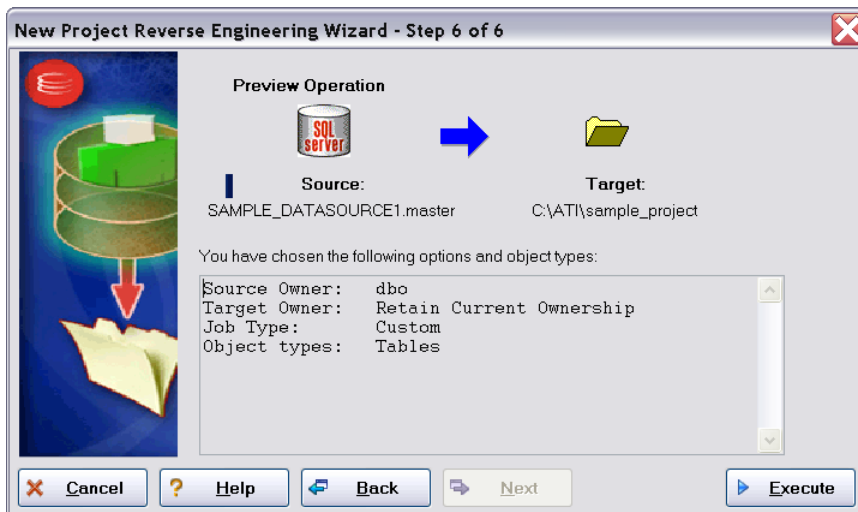 New Project Reverse Engineering Wizard - Step 6 of 6
Preview Operation
SQL
server
Source:
Target:
SAMPLE_DATASOURCE1.master
C:\ATI\sample_project
You have chosen the following options and object types:
Source Owner: dbo
Target Owner: Retain Current Ownership
Job Type: Custom
Object types: Tables
Cancel
Help
Back
Next
Execute